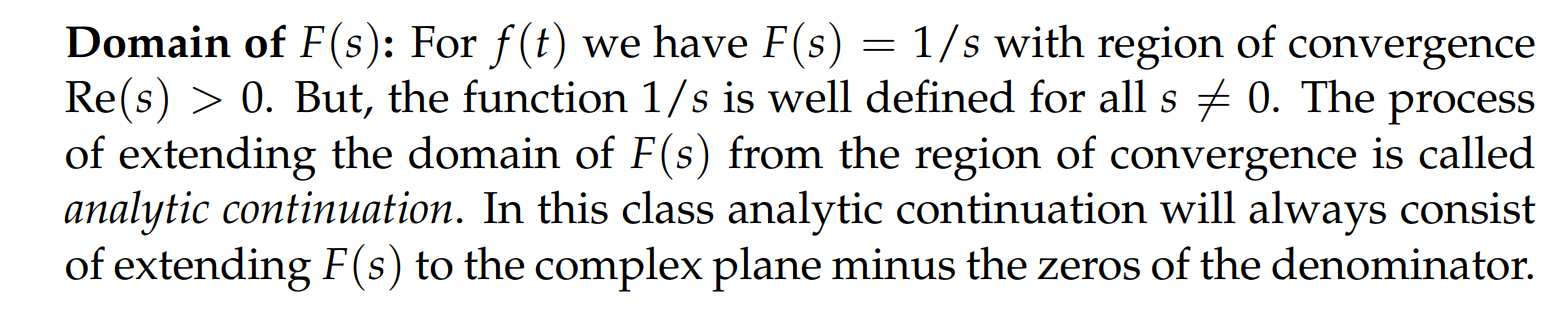 Domain of F(s): For f(t) we have F(s) = 1/s with region of convergence
Re(s) > 0. But, the function 1/s is well defined for all s ≠ 0. The process
of extending the domain of F(s) from the region of convergence is called
analytic continuation. In this class analytic continuation will always consist
of extending F(s) to the complex plane minus the zeros of the denominator.